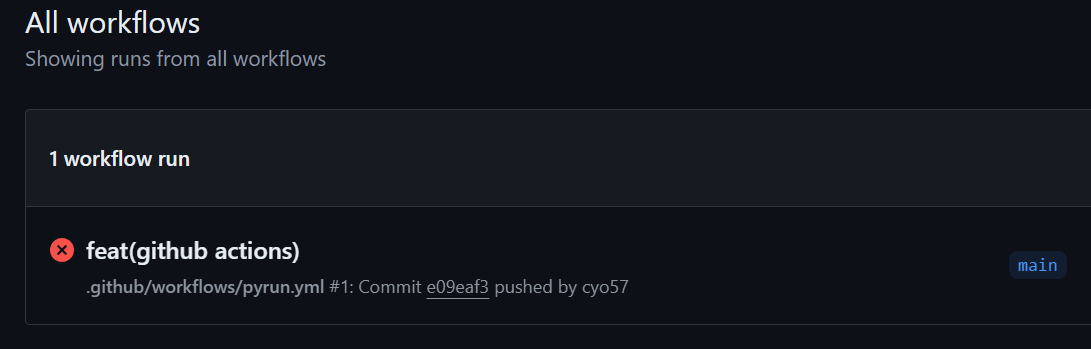 All workflows
Showing runs from all workflows
1 workflow run
feat(github actions)
main
.github/workflows/pyrun.yml #1: Commit e09eaf3 pushed by cyo57